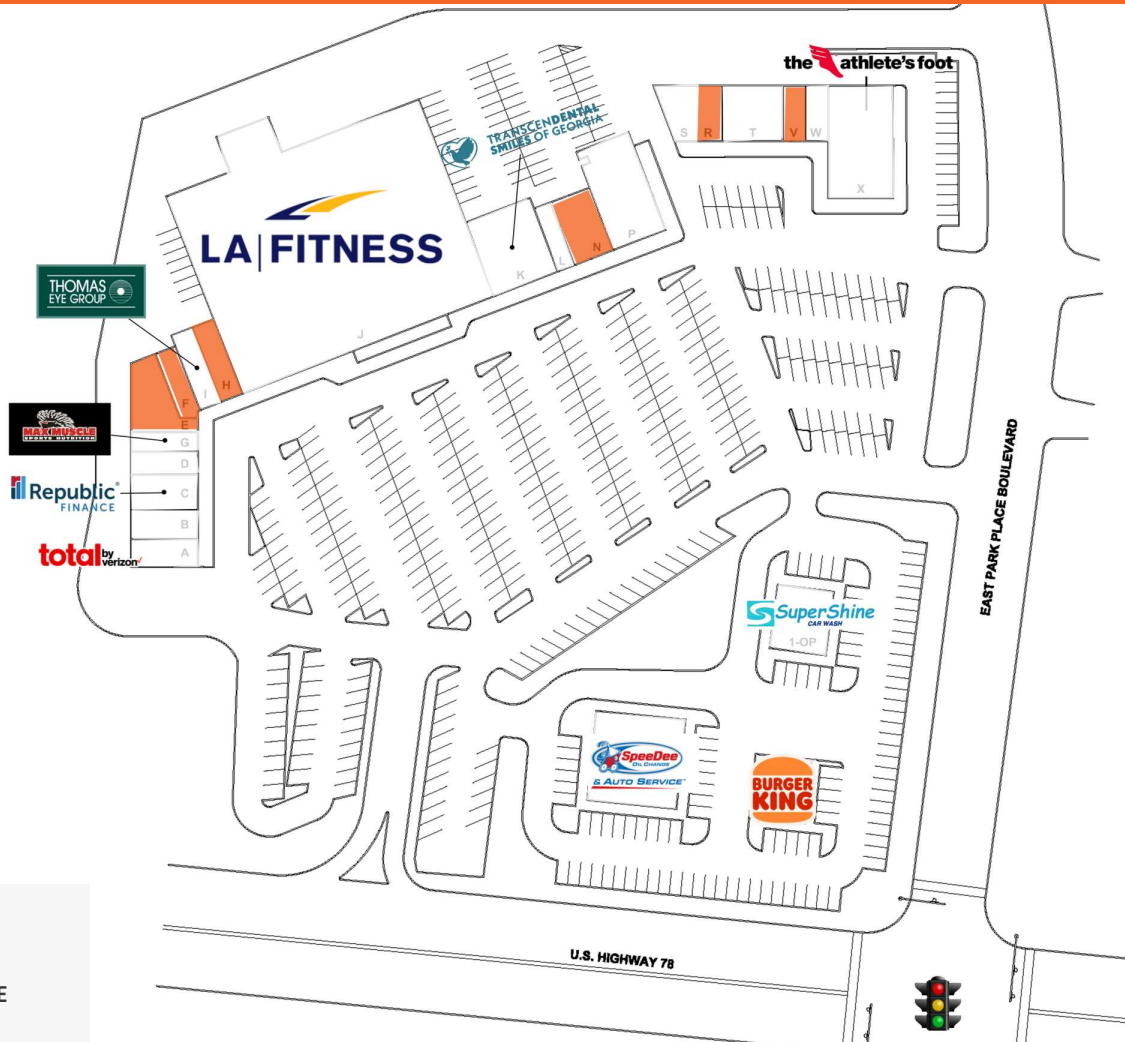 the athlete's foot
S
R
T
V
W
X
TRANSCENDENTAL
SMILES OF GEORGIA
LA FITNESS
P
N
L
K
J
THOMAS
EYE GROUP
H
I
F
E
MAX MUSCLE
SPORTS NUTRITION
G
D
Republic
FINANCE
C
B
total by verizon
A
EAST PARK PLACE BOULEVARD
SuperShine
CAR WASH
1-OP
SpeeDee
OIL CHANGE
& AUTO SERVICE
BURGER
KING
U.S. HIGHWAY 78
E